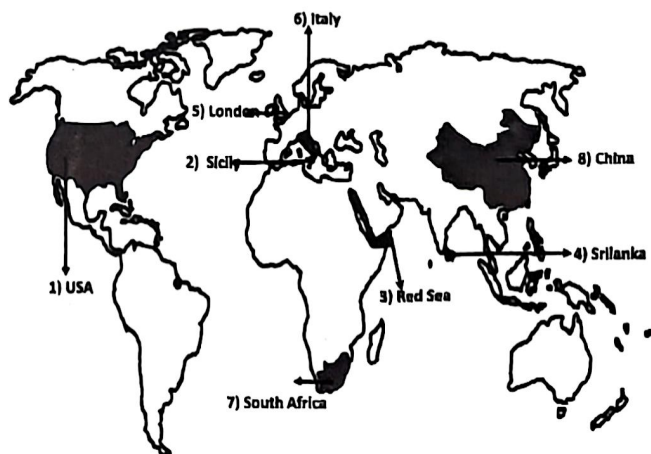 6) Italy
5) London
2) Sicily
8) China
4) Srilanka
1) USA
3) Red Sea
7) South Africa